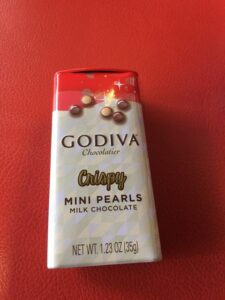 GODIVA
Chocolatier
Crispy
MINI PEARLS
MILK CHOCOLATE
NET WT. 1.23 OZ (35g)